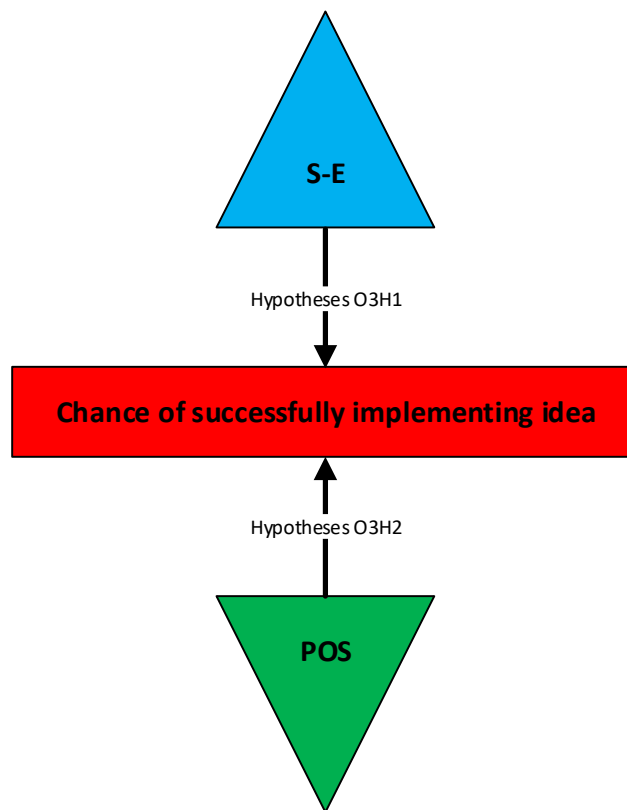 S-E
Hypotheses O3H1
Chance of successfully implementing idea
Hypotheses O3H2
POS